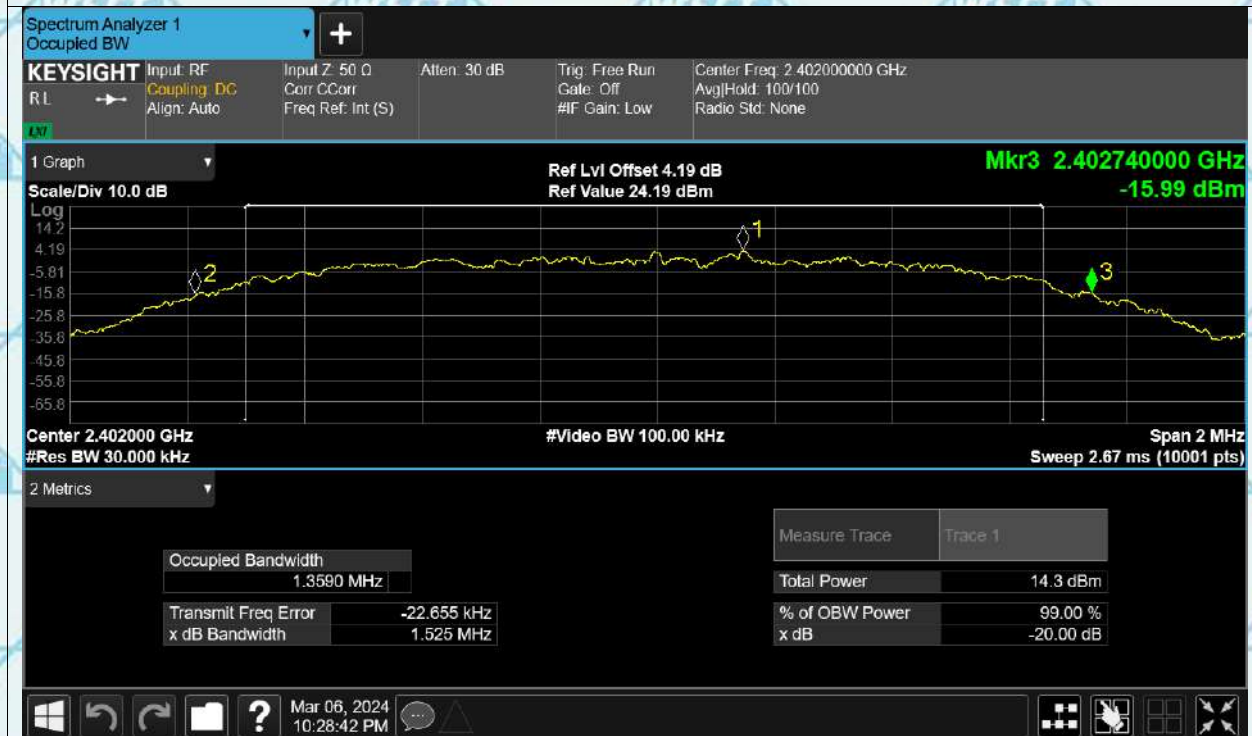 Spectrum Analyzer 1
Occupied BW
+
KEYSIGHT
RL
LXI
Input: RF
Coupling: DC
Align: Auto
Input Z: 50 Ω
Corr CCorr
Freq Ref: Int (S)
Atten: 30 dB
Trig: Free Run
Gate: Off
#IF Gain: Low
Center Freq: 2.402000000 GHz
Avg|Hold: 100/100
Radio Std: None
1 Graph
Scale/Div 10.0 dB
Ref Lvl Offset 4.19 dB
Ref Value 24.19 dBm
Mkr3 2.402740000 GHz
-15.99 dBm
Log
14.2
4.19
-5.81
-15.8
-25.8
-35.8
-45.8
-55.8
-65.8
1
2
3
Center 2.402000 GHz
#Res BW 30.000 kHz
#Video BW 100.00 kHz
Span 2 MHz
Sweep 2.67 ms (10001 pts)
2 Metrics
Measure Trace Trace 1
Occupied Bandwidth
1.3590 MHz
Total Power 14.3 dBm
Transmit Freq Error -22.655 kHz
% of OBW Power 99.00 %
x dB Bandwidth 1.525 MHz
x dB -20.00 dB
?
Mar 06, 2024
10:28:42 PM